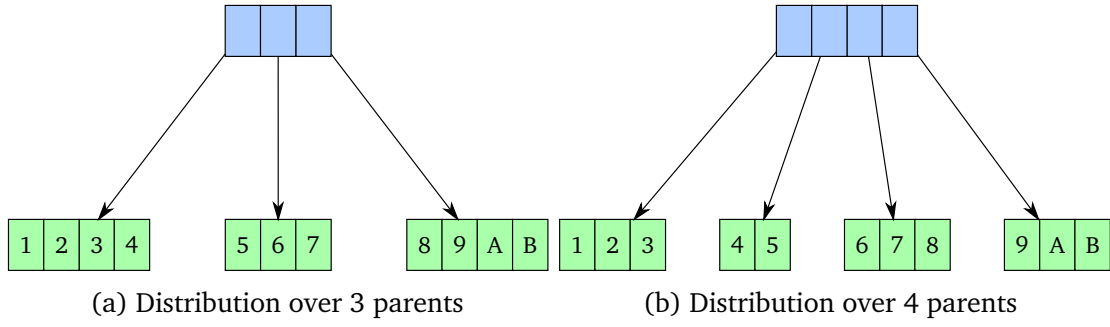 1 2 3 4 5 6 7 8 9 A B 1 2 3 4 5 6 7 8 9 A B
(a) Distribution over 3 parents (b) Distribution over 4 parents